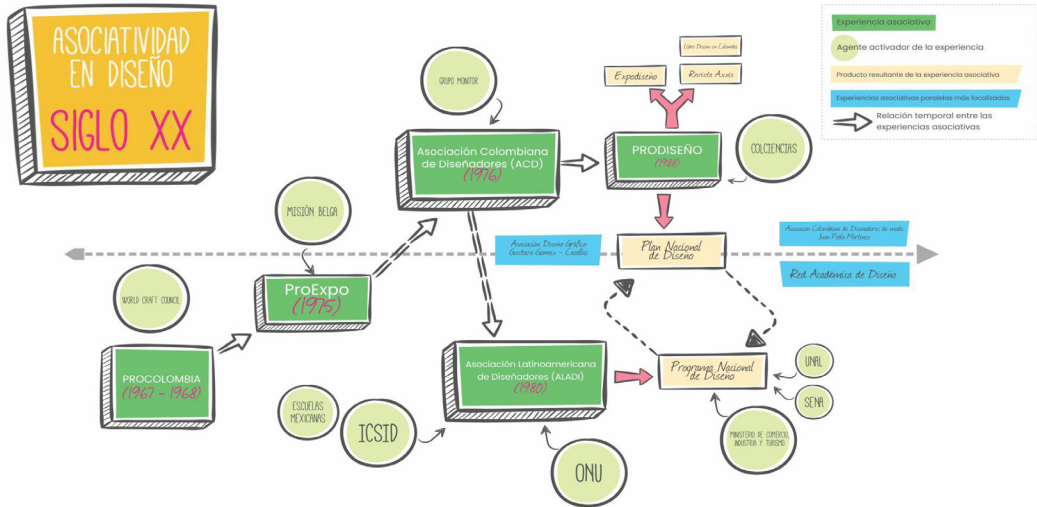 ASOCIATIVIDAD
EN DISEÑO
SIGLO XX
Experiencia asociativa
Agente activador de la experiencia
Producto resultante de la experiencia asociativa
Experiencias asociativas paralelas más focalizadas
Relación temporal entre las
experiencias asociativas
GRUPO MONITOR
Libro Diseño en Colombia
Expodiseño
Revista Axxis
Asociación Colombiana
de Diseñadores (ACD)
(1976)
PRODISEÑO
(1988)
COLCIENCIAS
MISIÓN BELGA
Asociacion Diseño Gráfico
Gustavo Gómez - Casallas
Plan Nacional
de Diseño
Asociacion Colombiana de Diseñadores de moda
Juan Pablo Martinez
Red Académica de Diseño
ProExpo
(1975)
WORLD CRAFT COUNCIL
PROCOLOMBIA
(1967 - 1968)
Asociación Latinoamericana
de Diseñadores (ALADI)
(1980)
Programa Nacional
de Diseño
UNAL
SENA
ESCUELAS
MEXICANAS
ICSID
ONU
MINISTERIO DE COMERCIO,
INDUSTRIA Y TURISMO